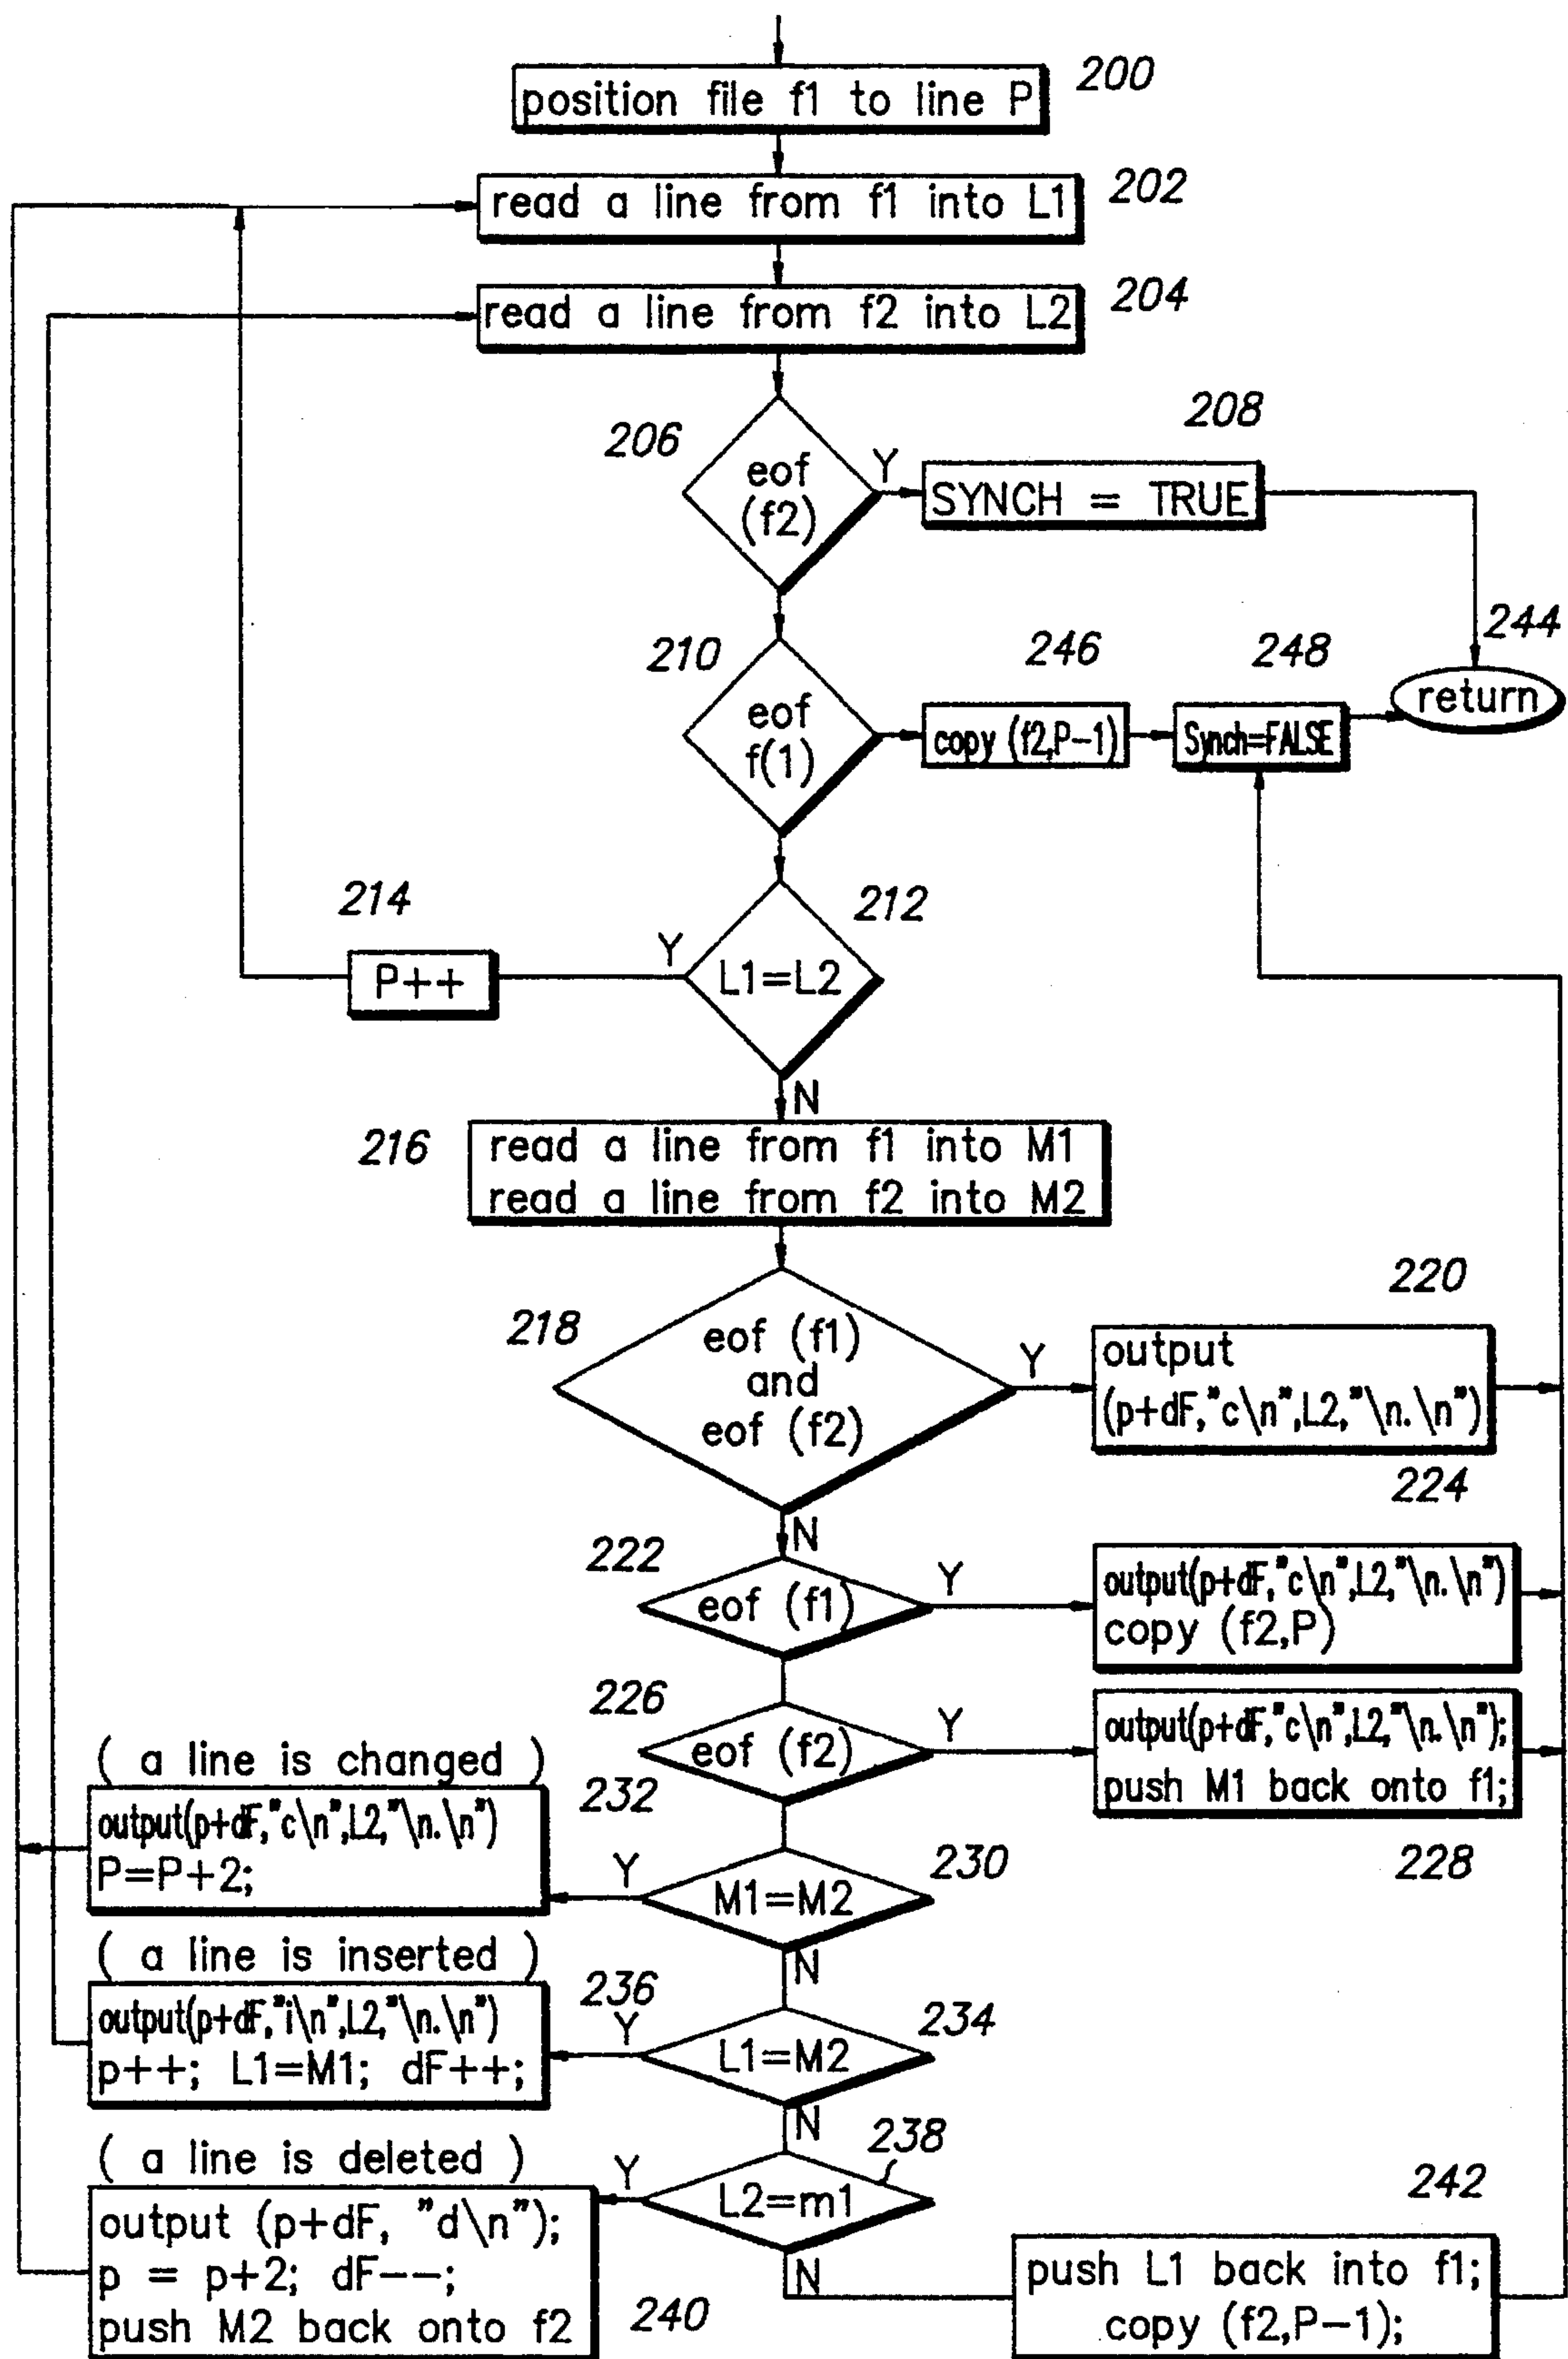 position file f1 to line P
200
read a line from f1 into L1
202
read a line from f2 into L2
204
206
eof
(f2)
Y
208
SYNCH = TRUE
210
eof
f(1)
246
copy (f2,P-1)
248
Synch=FALSE
244
return
214
P++
Y
212
L1=L2
N
216
read a line from f1 into M1
read a line from f2 into M2
218
eof (f1)
and
eof (f2)
Y
220
output
(p+dF,"c\n",L2,"\n.\n")
N
222
eof (f1)
Y
224
output(p+dF,"c\n",L2,"\n.\n")
copy (f2,P)
226
eof (f2)
Y
output(p+dF,"c\n",L2,"\n.\n");
push M1 back onto f1;
228
( a line is changed )
output(p+dF,"c\n",L2,"\n.\n")
P=P+2;
232
Y
M1=M2
230
N
( a line is inserted )
output(p+dF,"i\n",L2,"\n.\n")
p++; L1=M1; dF++;
236
Y
L1=M2
234
N
( a line is deleted )
output (p+dF, "d\n");
p = p+2; dF--;
push M2 back onto f2
240
Y
L2=m1
238
N
242
push L1 back into f1;
copy (f2,P-1);